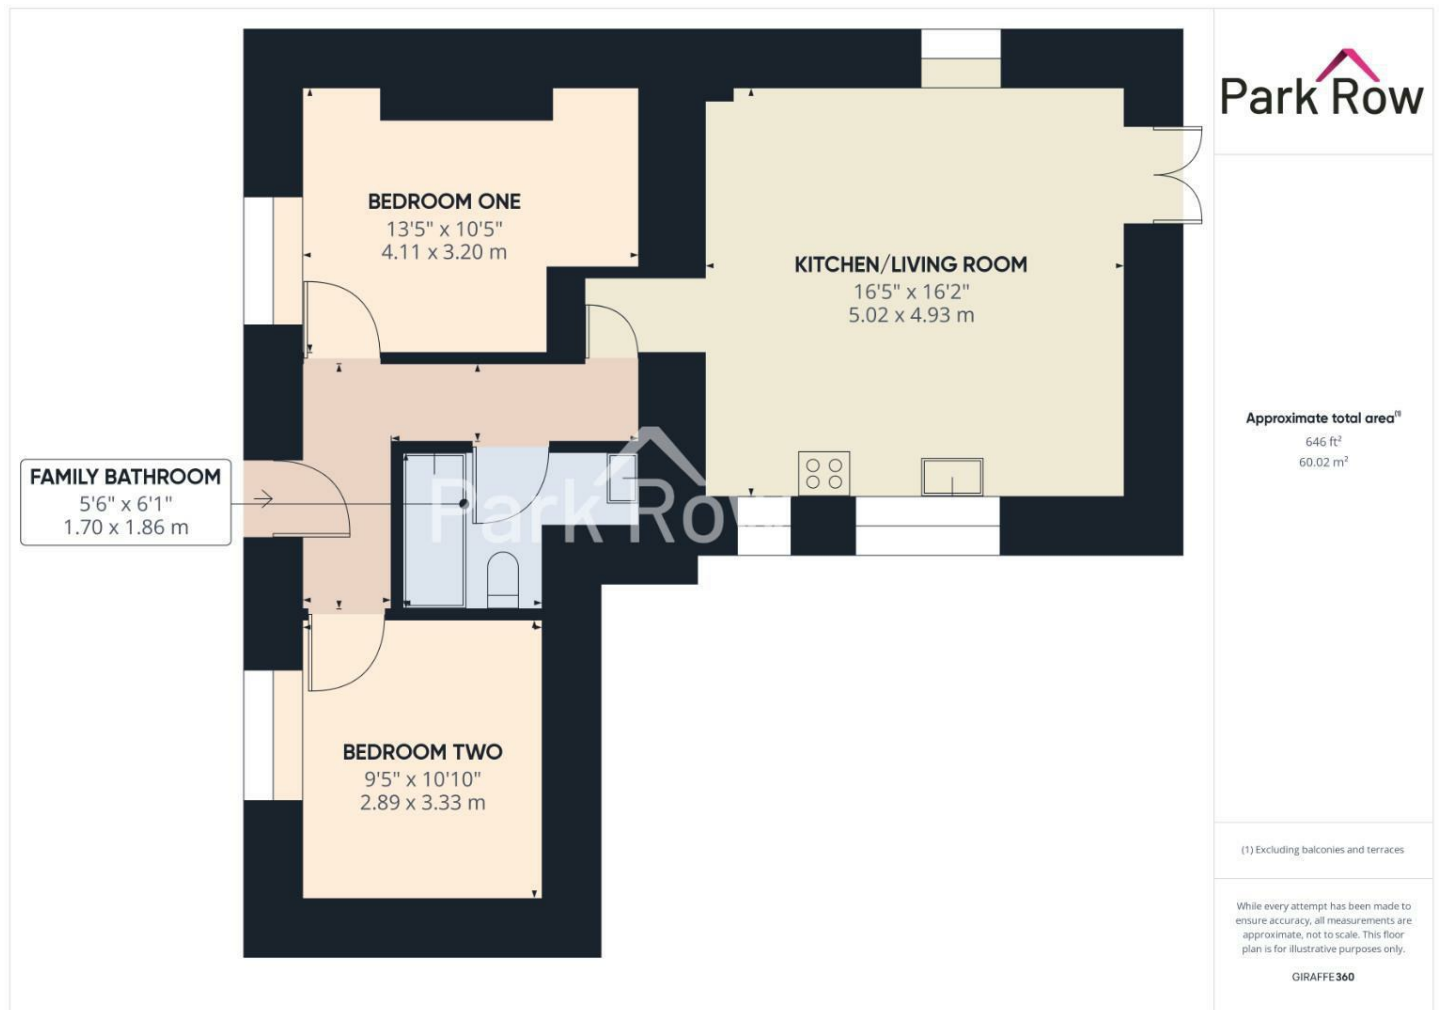 Park Row
BEDROOM ONE
13'5" x 10'5"
4.11 x 3.20 m
KITCHEN/LIVING ROOM
16'5" x 16'2"
5.02 x 4.93 m
FAMILY BATHROOM
5'6" x 6'1"
1.70 x 1.86 m
Park Row
BEDROOM TWO
9'5" x 10'10"
2.89 x 3.33 m
Approximate total area(1)
646 ft²
60.02 m²
(1) Excluding balconies and terraces
While every attempt has been made to
ensure accuracy, all measurements are
approximate, not to scale. This floor
plan is for illustrative purposes only.
GIRAFFE360